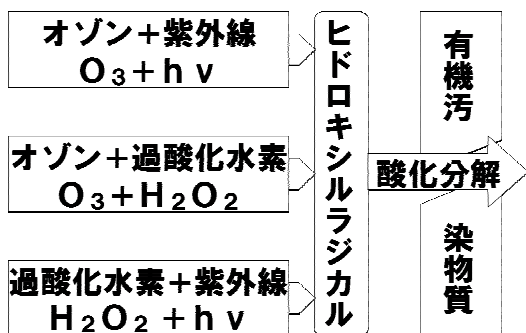 オゾン+紫外線
O₃+hν
オゾン+過酸化水素
O₃+H₂O₂
過酸化水素+紫外線
H₂O₂+hν
ヒドロキシルラジカル
酸化分解
有機汚
染物質